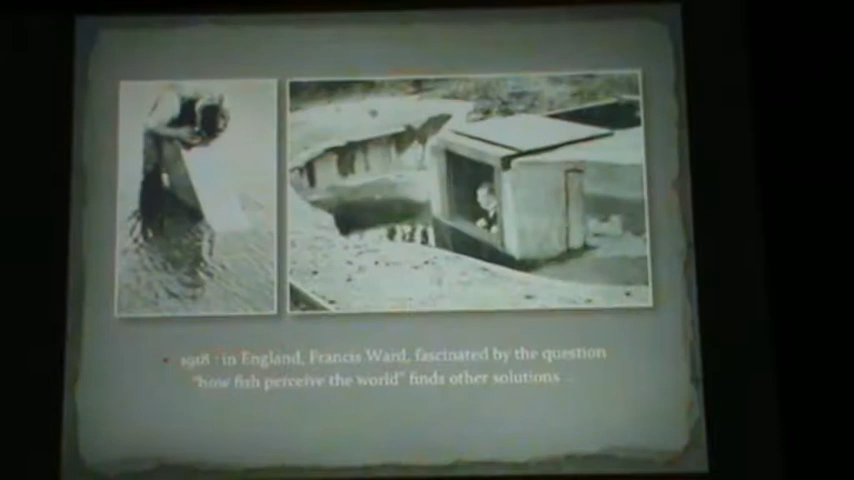 1918 : in England, Francis Ward, fascinated by the question
"how fish perceive the world" finds other solutions ...